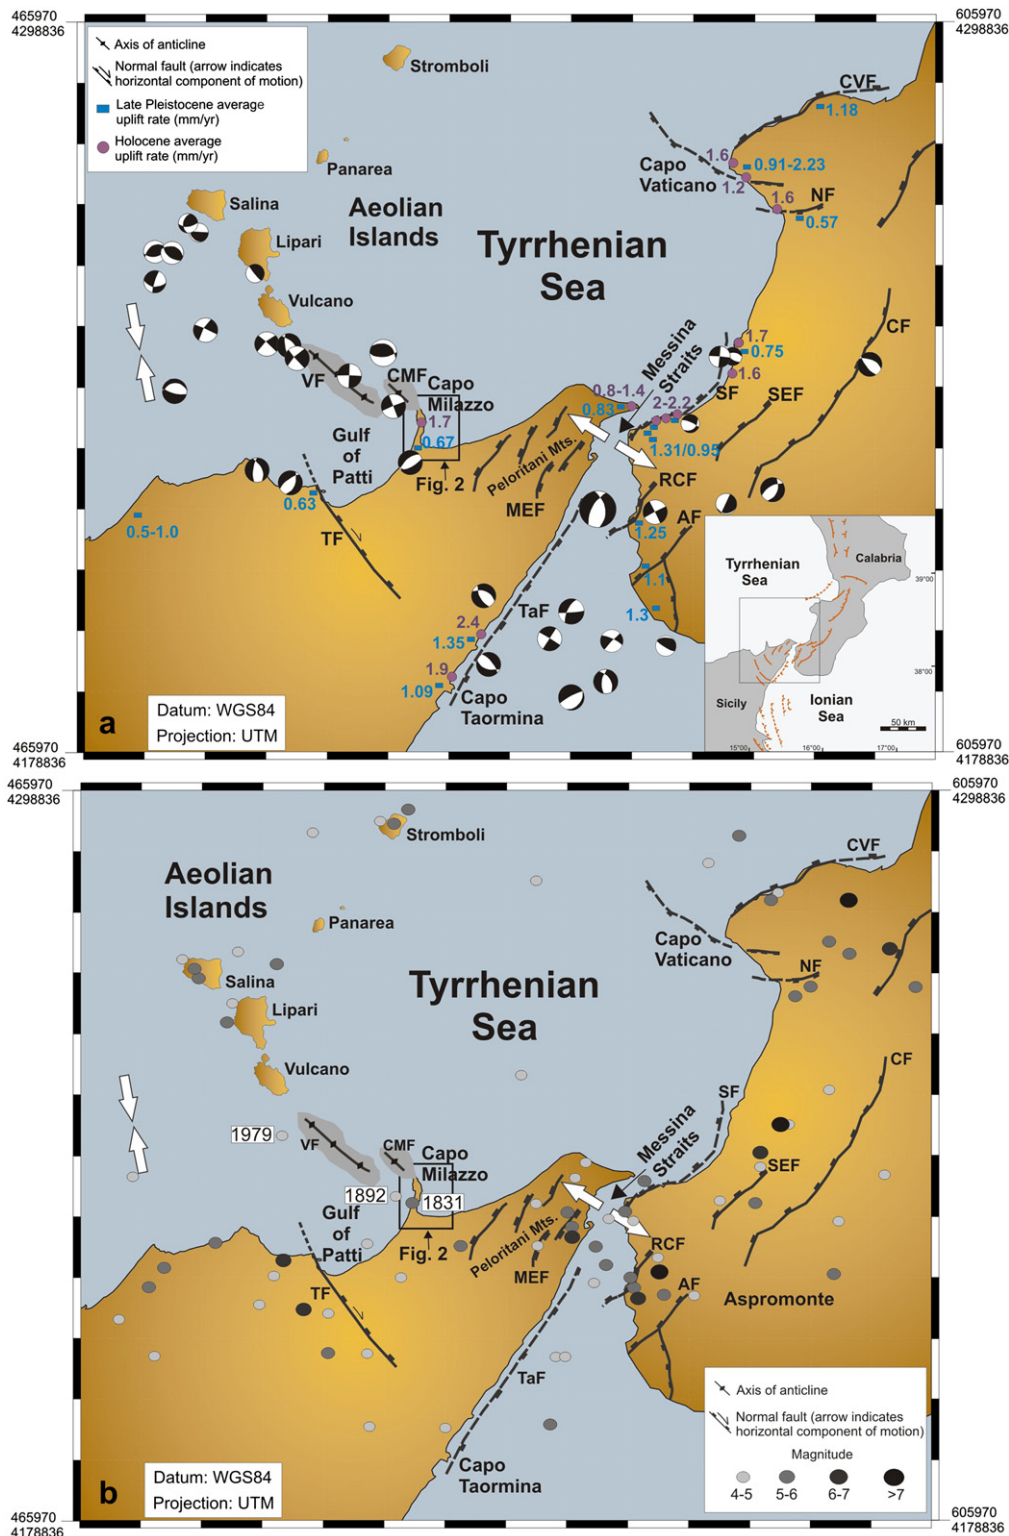 465970
4298836
605970
4298836
Axis of anticline
Normal fault (arrow indicates
horizontal component of motion)
Late Pleistocene average
uplift rate (mm/yr)
Holocene average
uplift rate (mm/yr)
Stromboli
Panarea
Salina
Aeolian
Islands
Lipari
Vulcano
Tyrrhenian
Sea
CVF
1.18
1.6
0.91-2.23
Capo
Vaticano
1.2
1.6
NF
0.57
CF
1.7
0.75
1.6
Messina
Straits
SF
SEF
VF
CMF
Capo
Milazzo
0.8-1.4
0.83
2-2.2
1.7
0.67
1.31/0.95
Gulf
of
Patti
Fig. 2
Peloritani Mts.
MEF
RCF
AF
0.63
0.5-1.0
TF
1.25
1.1
1.3
TaF
2.4
1.35
1.9
1.09
Capo
Taormina
Tyrrhenian
Sea
Calabria
39°00
38°00
Sicily
Ionian
Sea
50 km
15°00'
16°00'
17°00'
a
Datum: WGS84
Projection: UTM
465970
4178836
605970
4178836
465970
4298836
605970
4298836
Stromboli
CVF
Aeolian
Islands
Panarea
Capo
Vaticano
NF
Salina
Tyrrhenian
Sea
Lipari
Vulcano
CF
SF
1979
VF
CMF
Capo
Milazzo
Messina
Straits
SEF
1892
1831
Gulf
of
Patti
Fig. 2
Peloritani Mts.
MEF
RCF
AF
Aspromonte
TF
TaF
Capo
Taormina
Axis of anticline
Normal fault (arrow indicates
horizontal component of motion)
Magnitude
4-5
5-6
6-7
>7
b
Datum: WGS84
Projection: UTM
465970
4178836
605970
4178836